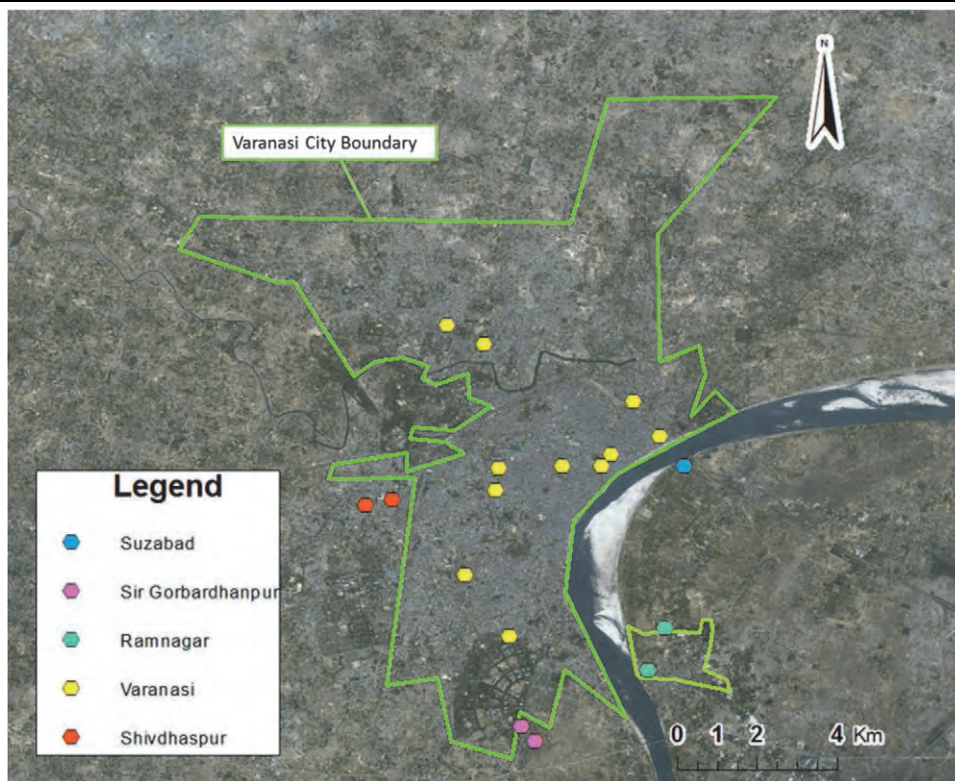 N
Varanasi City Boundary
Legend
Suzabad
Sir Gorbardhanpur
Ramnagar
Varanasi
Shivdhaspur
0 1 2 4 Km